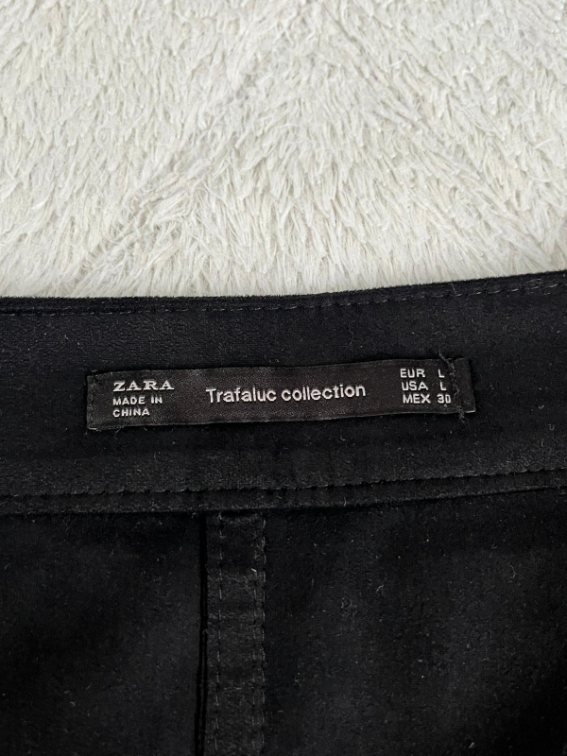 ZARA
MADE IN
CHINA
Trafaluc collection
EUR L
USA L
MEX 30